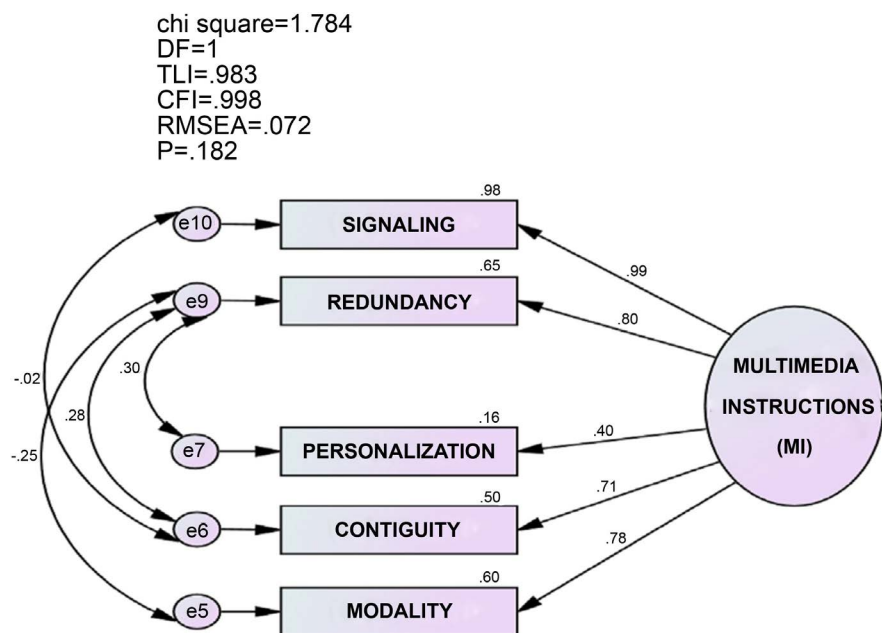 chi square=1.784
DF=1
TLI=.983
CFI=.998
RMSEA=.072
P=.182
.98
e10
SIGNALING
.99
.65
e9
REDUNDANCY
.80
MULTIMEDIA
INSTRUCTIONS
(MI)
-.02
.30
.28
-.25
.16
e7
PERSONALIZATION
.40
.50
e6
CONTIGUITY
.71
.60
e5
MODALITY
.78